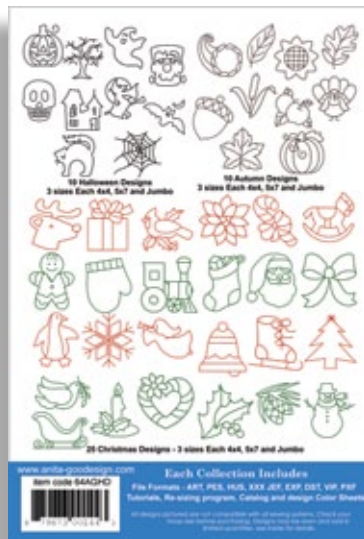 10 Halloween Designs
3 sizes Each 4x4, 5x7 and Jumbo
10 Autumn Designs
3 sizes Each 4x4, 5x7 and Jumbo
25 Christmas Designs - 3 sizes Each 4x4, 5x7 and Jumbo
www.anita-goodesign.com
item code 64AGHD
Each Collection Includes
File Formats - ART, PES, HUS, XXX JEF, EXP, DST, VIP, PXF
Tutorials, Re-sizing program, Catalog and design Color Sheets